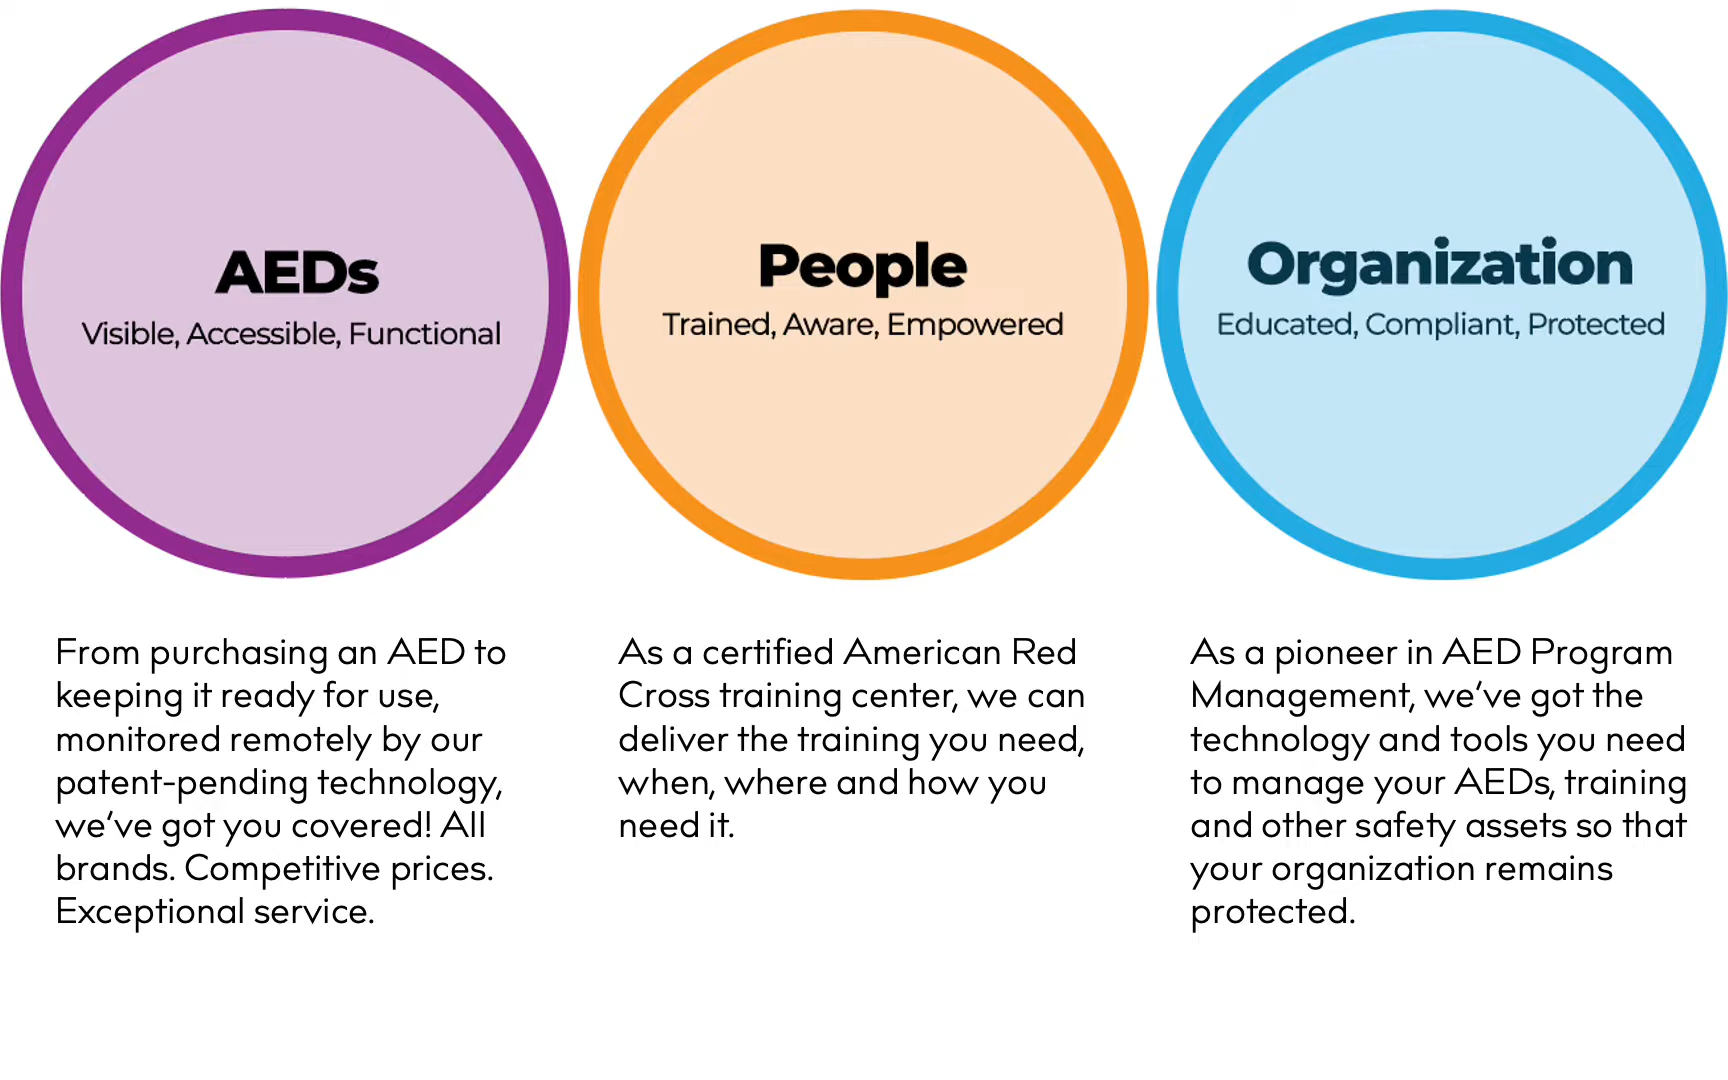 AEDs
Visible, Accessible, Functional
People
Trained, Aware, Empowered
Organization
Educated, Compliant, Protected
From purchasing an AED to
keeping it ready for use,
monitored remotely by our
patent-pending technology,
we've got you covered! All
brands. Competitive prices.
Exceptional service.
As a certified American Red
Cross training center, we can
deliver the training you need,
when, where and how you
need it.
As a pioneer in AED Program
Management, we've got the
technology and tools you need
to manage your AEDs, training
and other safety assets so that
your organization remains
protected.